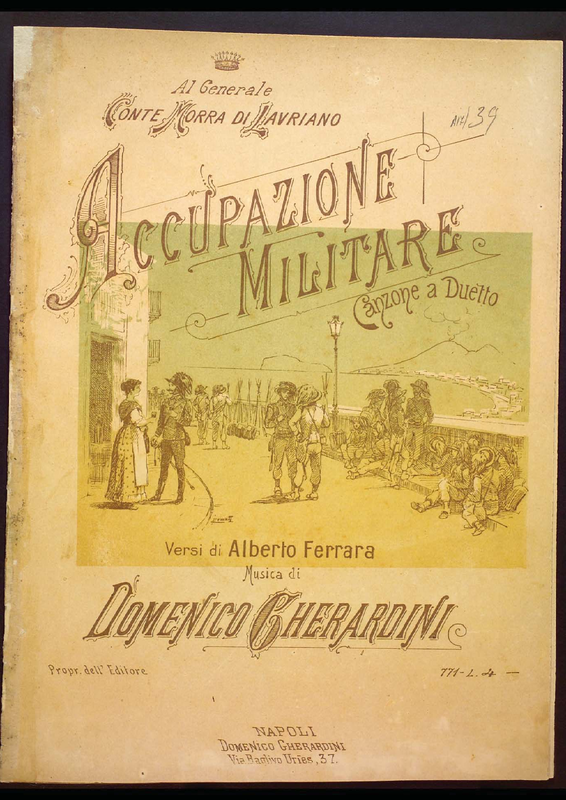 Al Generale
Conte Morra di Lavriano
139
Accupazione
Militare
Canzone a Duetto
Versi di Alberto Ferrara
Musica di
Domenico Gherardini
Propr. dell' Editore
771-L. 4 —
NAPOLI
Domenico Gherardini
Via Baglivo Uries, 37.